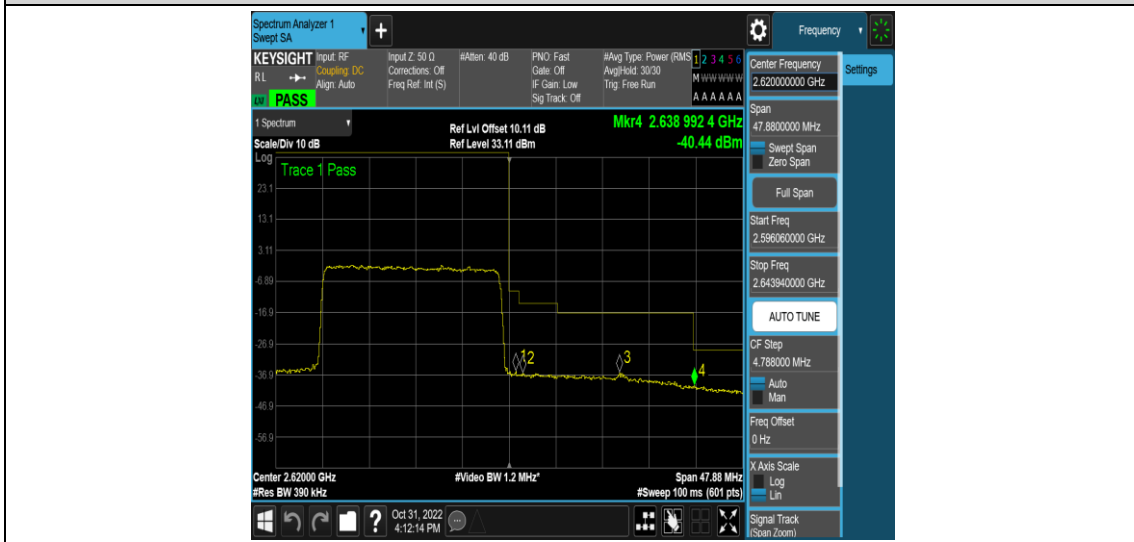 Spectrum Analyzer 1
Swept SA
+
Frequency
KEYSIGHT
R L
LXI
PASS
Input: RF
Coupling: DC
Align: Auto
Input Z: 50 Ω
Corrections: Off
Freq Ref: Int (S)
#Atten: 40 dB
PNO: Fast
Gate: Off
IF Gain: Low
Sig Track: Off
#Avg Type: Power (RMS
Avg|Hold: 30/30
Trig: Free Run
1 2 3 4 5 6
M W W W W W
A A A A A A
Center Frequency
2.620000000 GHz
Settings
Span
47.8800000 MHz
Swept Span
Zero Span
Full Span
Start Freq
2.596060000 GHz
Stop Freq
2.643940000 GHz
AUTO TUNE
CF Step
4.788000 MHz
Auto
Man
Freq Offset
0 Hz
X Axis Scale
Log
Lin
Signal Track
(Span Zoom)
1 Spectrum
Scale/Div 10 dB
Ref Lvl Offset 10.11 dB
Ref Level 33.11 dBm
Mkr4 2.638 992 4 GHz
-40.44 dBm
Log
Trace 1 Pass
23.1
13.1
3.11
-6.89
-16.9
-26.9
-36.9
-46.9
-56.9
1 2
3
4
Center 2.62000 GHz
#Res BW 390 kHz
#Video BW 1.2 MHz*
Span 47.88 MHz
#Sweep 100 ms (601 pts)
?
Oct 31, 2022
4:12:14 PM